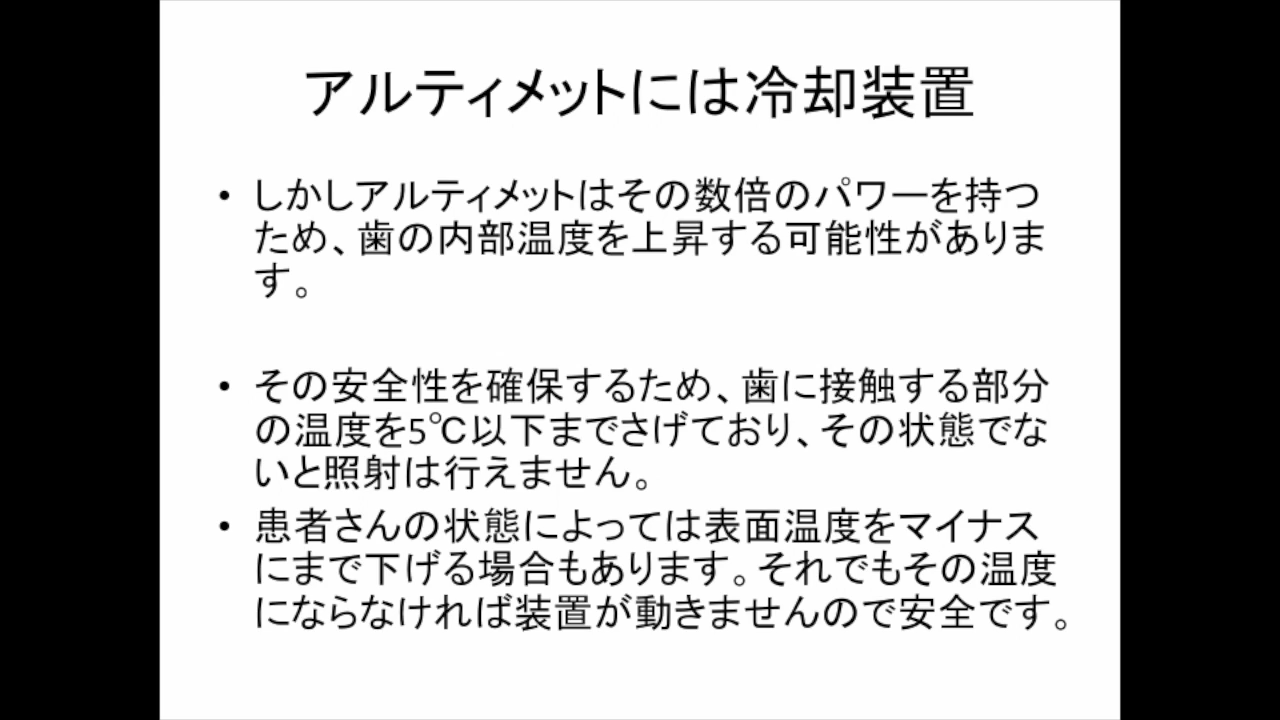 アルティメットには冷却装置
• しかしアルティメットはその数倍のパワーを持つ
ため、歯の内部温度を上昇する可能性がありま
す。
• その安全性を確保するため、歯に接触する部分
の温度を5℃以下までさげており、その状態でな
いと照射は行えません。
• 患者さんの状態によっては表面温度をマイナス
にまで下げる場合もあります。それでもその温度
にならなければ装置が動きませんので安全です。